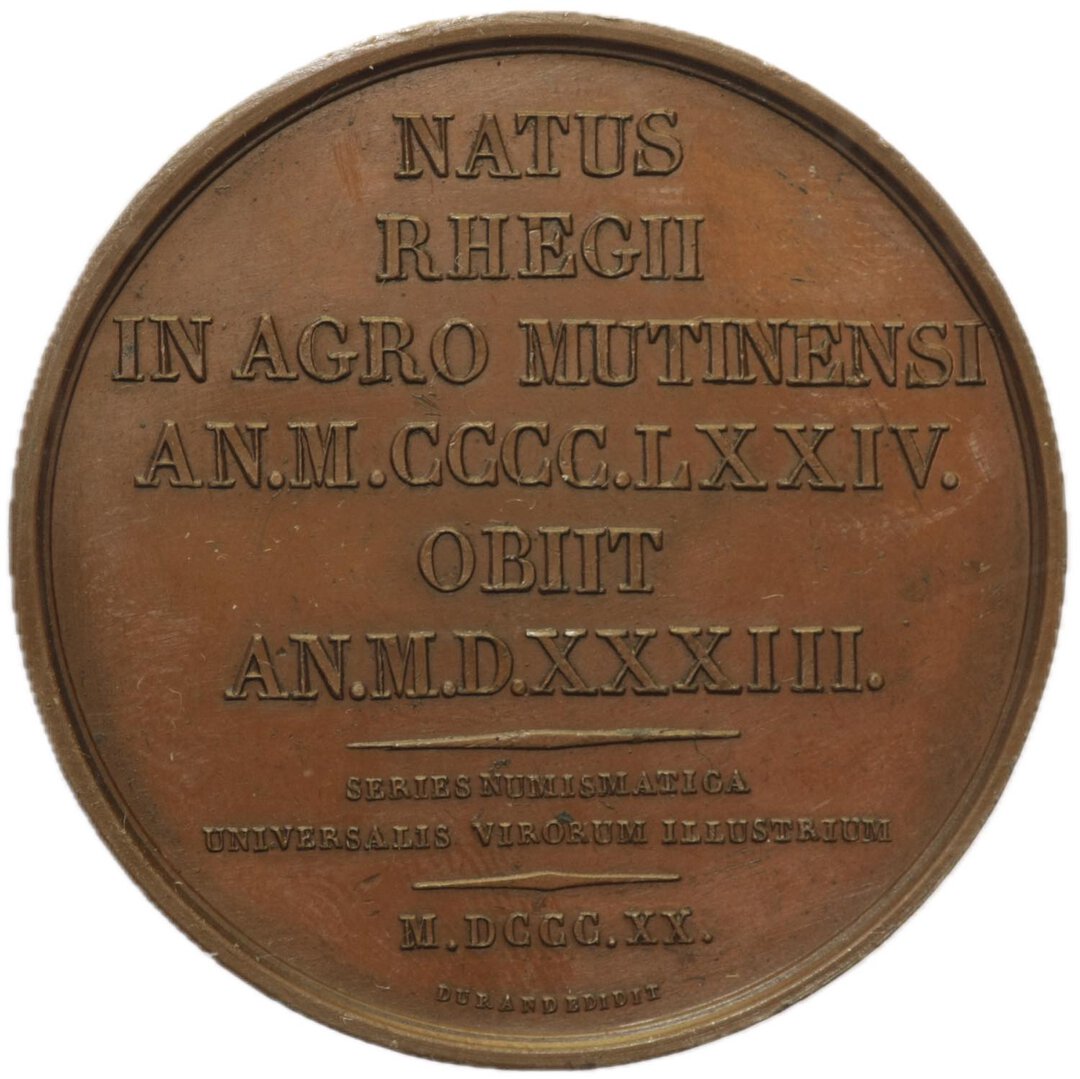 NATUS
RHEGII
IN AGRO MUTINENSI
AN.M.CCCC.LXXIV.
OBIIT
AN.M.D.XXXIII.
SERIES NUMISMATICA
UNIVERSALIS VIRORUM ILLUSTRIUM
M.DCCC.XX.
DURAND EDIDIT